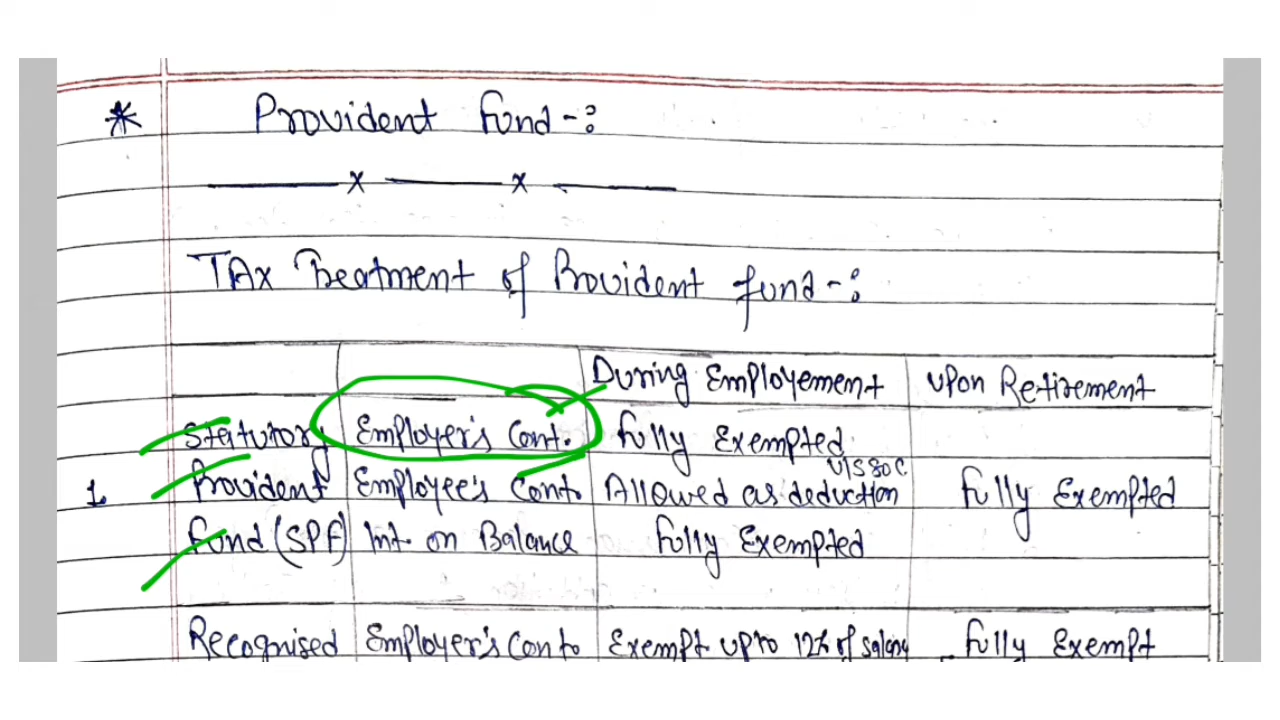 * Provident fund-:
x x
TAx Treatment of Provident fund-:
During Employement Upon Retirement
Statutory Employer's Cont. fully Exempted
U/S 80C
1. Provident Employee's Cont. Allowed as deduction fully Exempted
Fund (SPF) Int. on Balance fully Exempted
Recognised Employer's Cont. Exempt upto 12% of salary fully Exempt